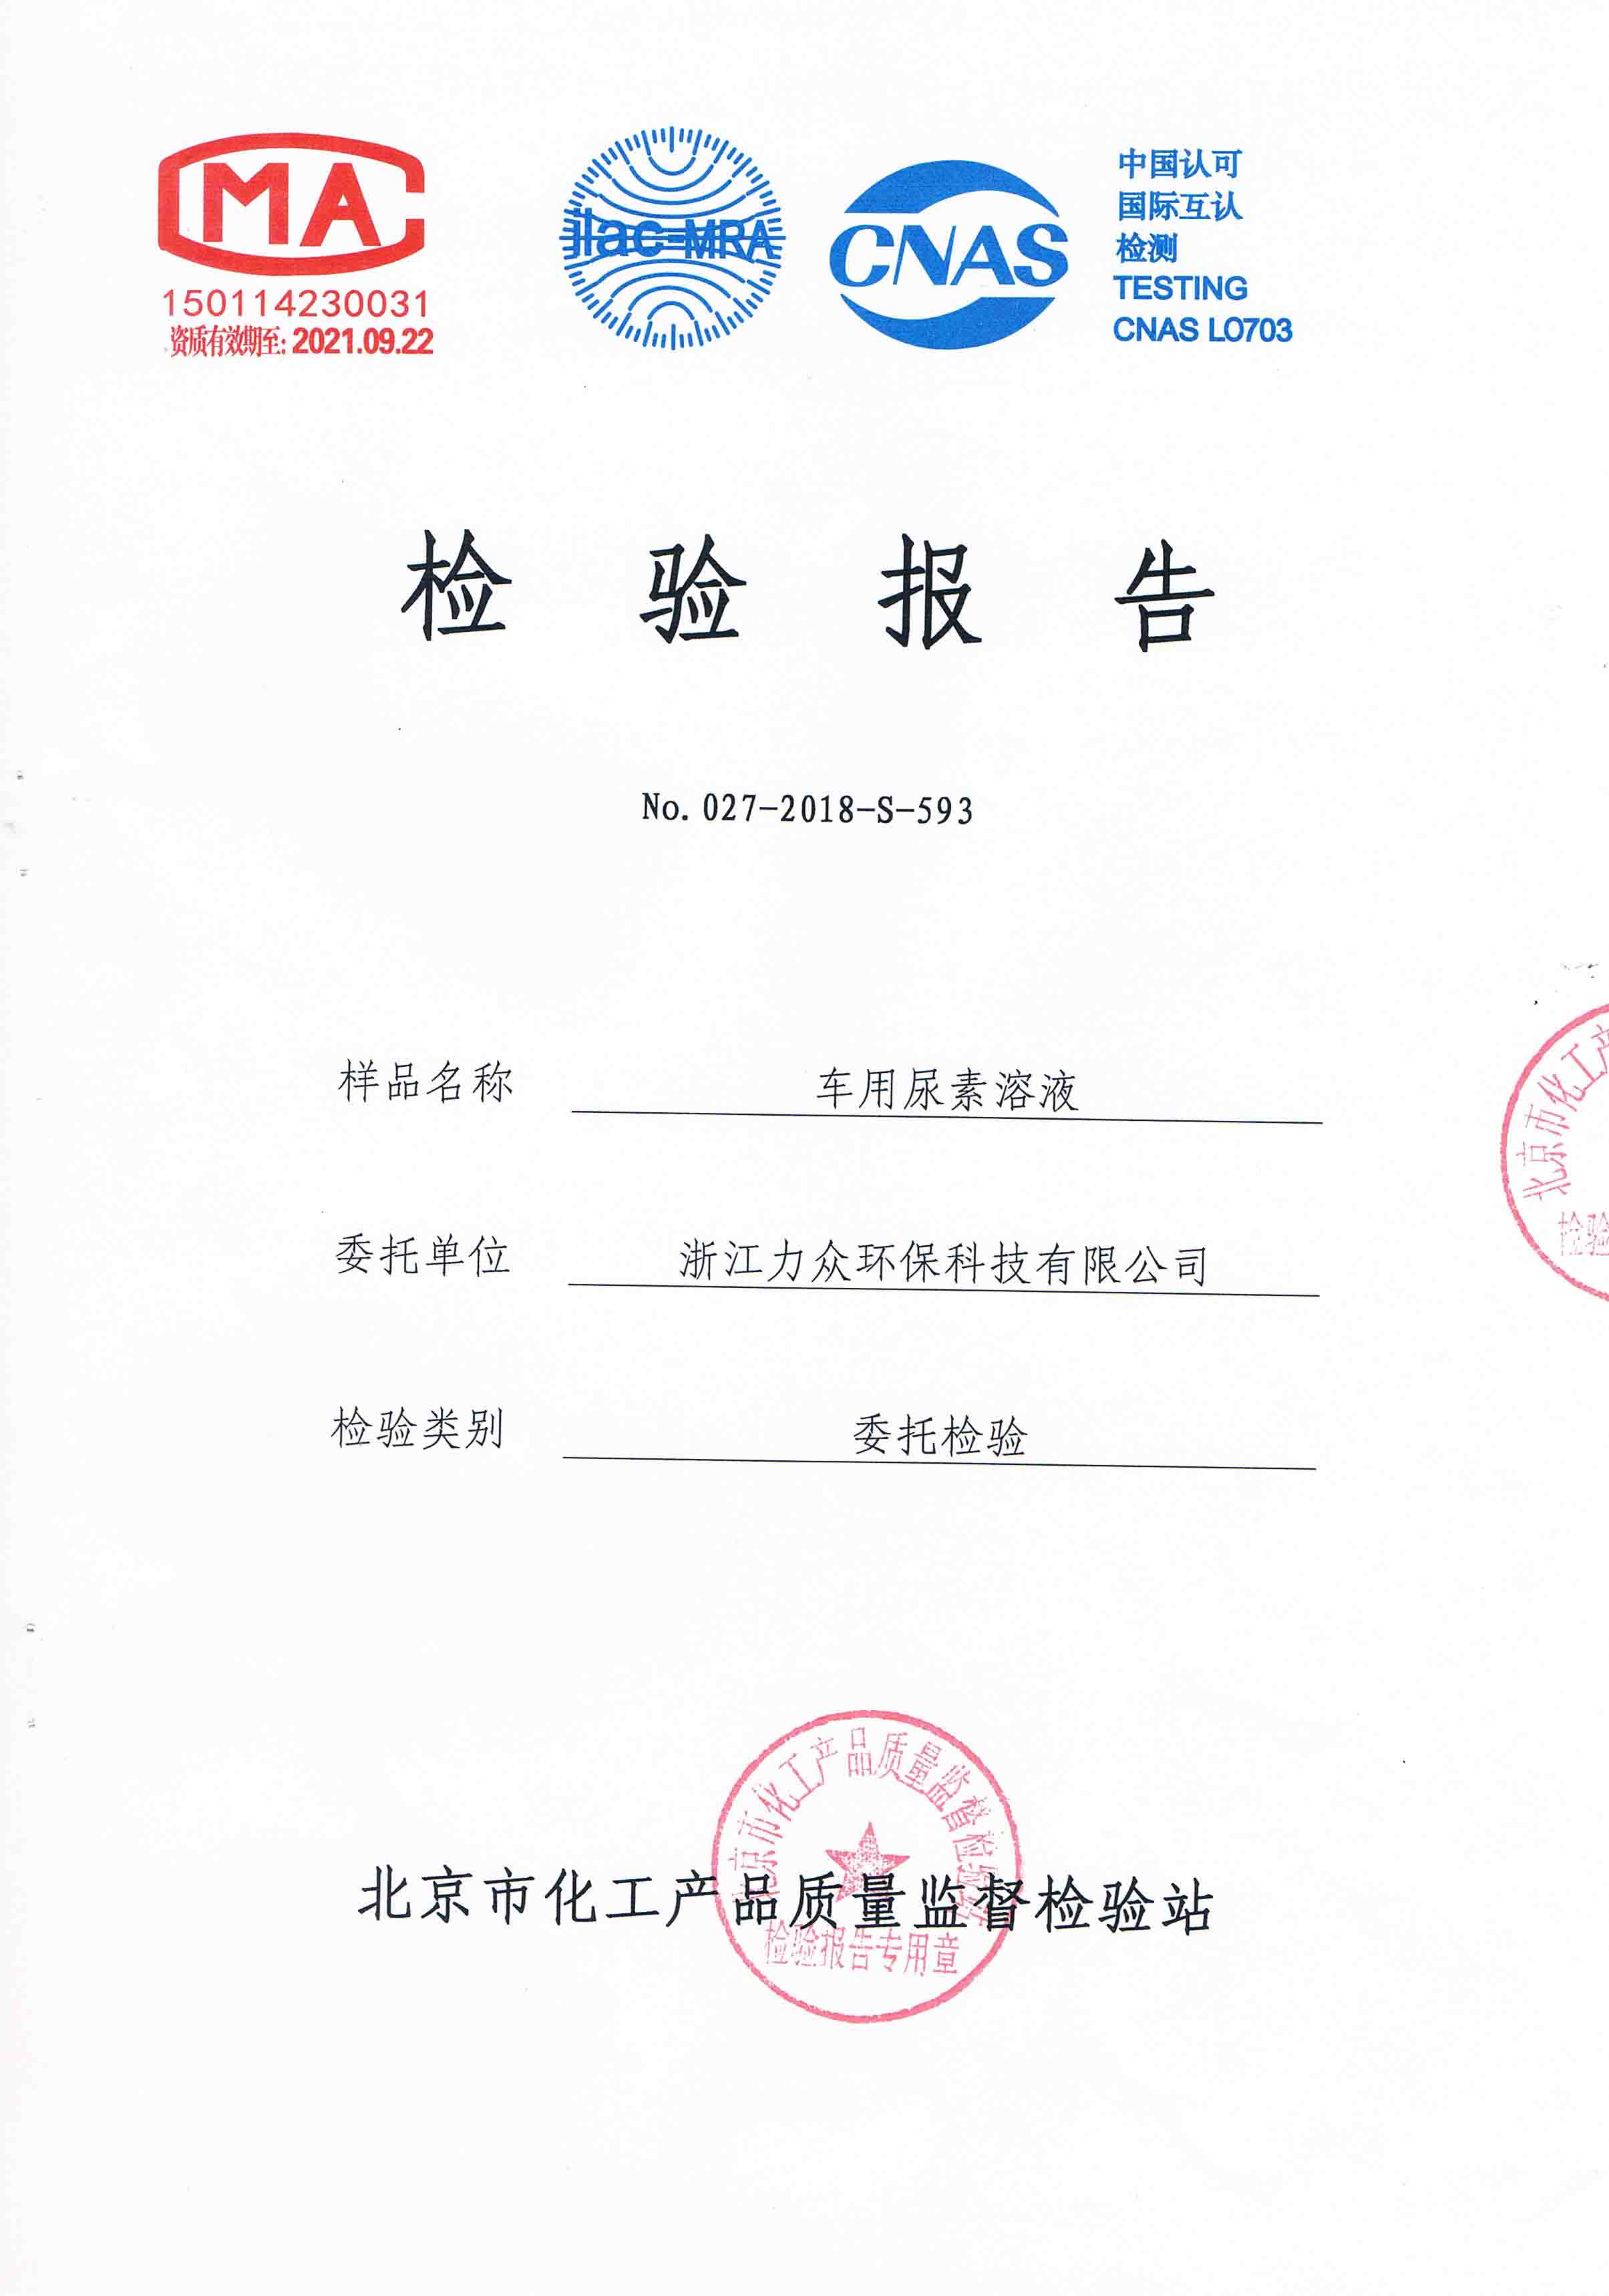 MA
150114230031
资质有效期至: 2021.09.22
ilac-MRA
CNAS
中国认可
国际互认
检测
TESTING
CNAS L0703
检验报告
No. 027-2018-S-593
样品名称 车用尿素溶液
委托单位 浙江力众环保科技有限公司
检验类别 委托检验
北京市化工产
检验
北京市化工产品质量监督检验站
北京市化工产品质量监督检验站
检验报告专用章